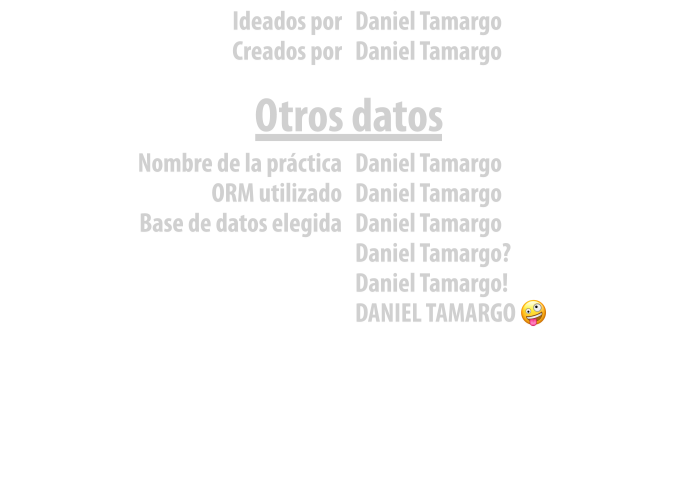 Ideados por Daniel Tamargo
Creados por Daniel Tamargo
Otros datos
Nombre de la práctica Daniel Tamargo
ORM utilizado Daniel Tamargo
Base de datos elegida Daniel Tamargo
Daniel Tamargo?
Daniel Tamargo!
DANIEL TAMARGO 🤪